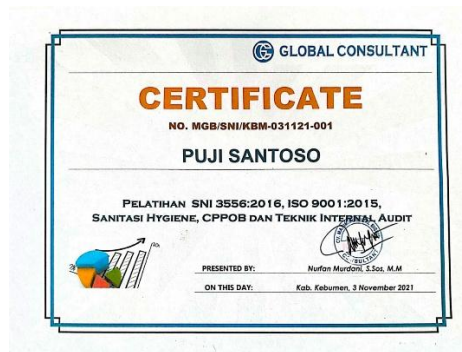 GLOBAL CONSULTANT
CERTIFICATE
NO. MGB/SNI/KBM-031121-001
PUJI SANTOSO
PELATIHAN SNI 3556:2016, ISO 9001:2015,
SANITASI HYGIENE, CPPOB DAN TEKNIK INTERNAL AUDIT
PRESENTED BY: Nurfan Murdani, S.Sos, M.M
ON THIS DAY: Kab. Kebumen, 3 November 2021